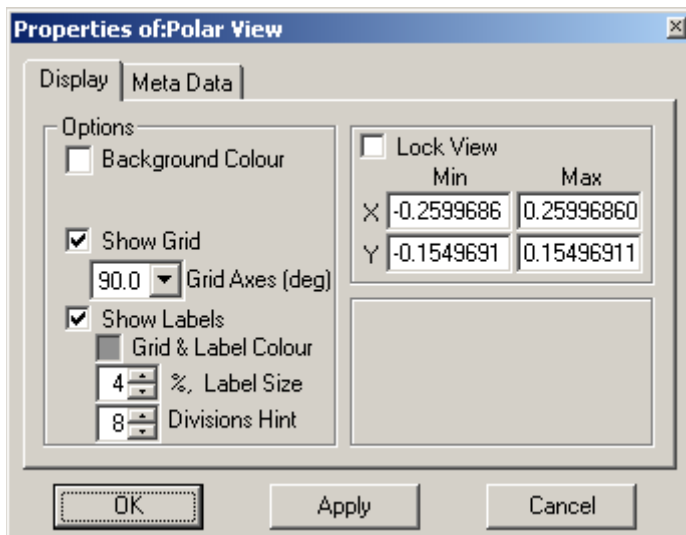 Properties of:Polar View
Display Meta Data
Options
Background Colour
Show Grid
90.0 Grid Axes (deg)
Show Labels
Grid & Label Colour
4 %, Label Size
8 Divisions Hint
Lock View
Min Max
X -0.2599686 0.25996860
Y -0.1549691 0.15496911
OK Apply Cancel